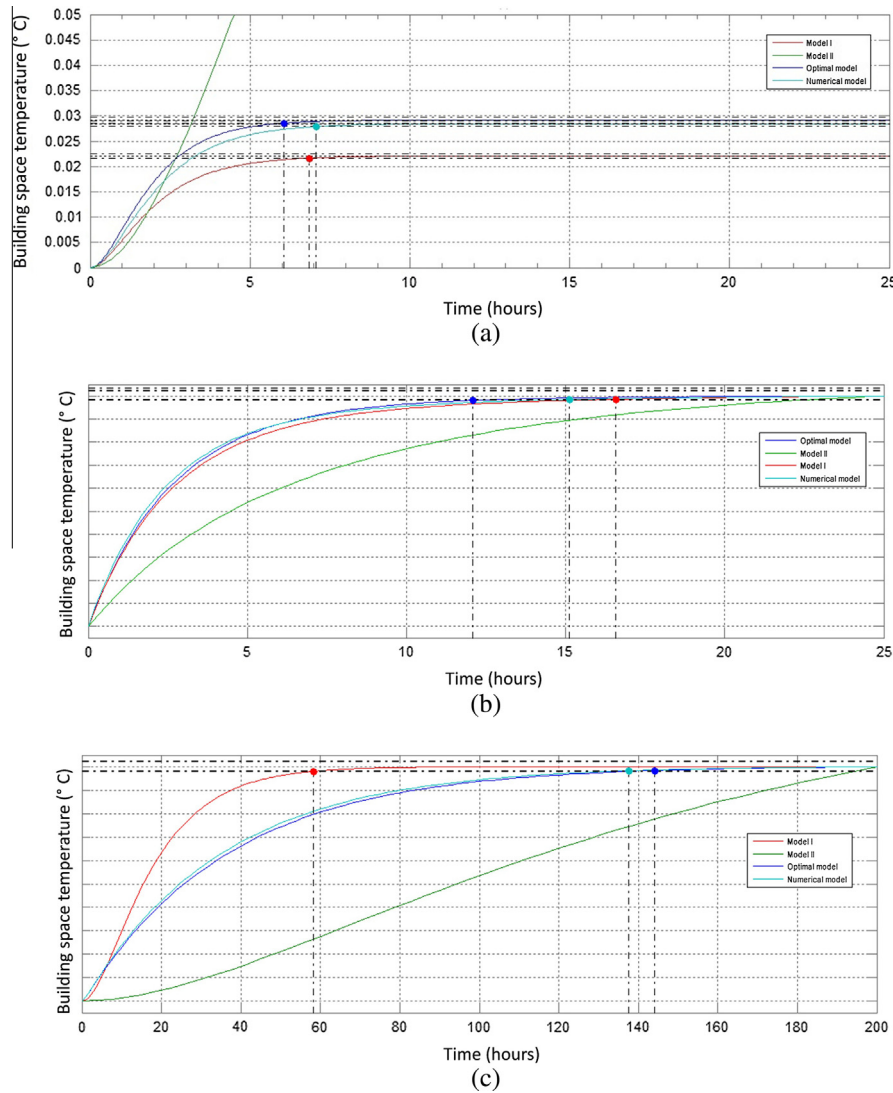 Building space temperature (° C)
0.05
0.045
0.04
0.035
0.03
0.025
0.02
0.015
0.01
0.005
0
Model I
Model II
Optimal model
Numerical model
0 5 10 15 20 25
Time (hours)
(a)
Building space temperature (° C)
Optimal model
Model II
Model I
Numerical model
0 5 10 15 20 25
Time (hours)
(b)
Building space temperature (° C)
Model I
Model II
Optimal model
Numerical model
0 20 40 60 80 100 120 140 160 180 200
Time (hours)
(c)